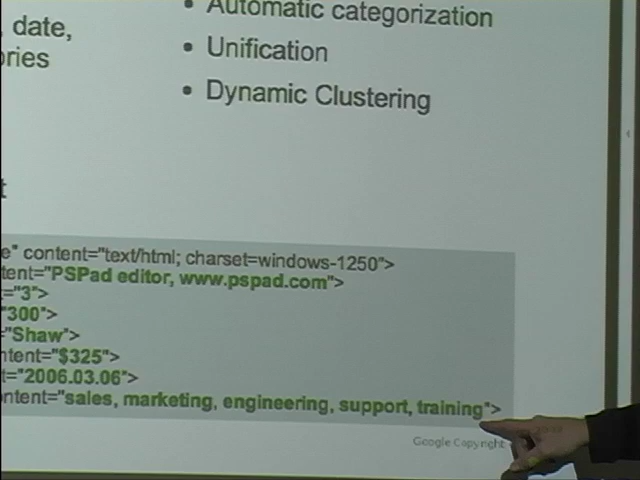 Automatic categorization
date,
Unification
ries
Dynamic Clustering
t
e" content="text/html; charset=windows-1250">
tent="PSPad editor, www.pspad.com">
="3">
"300">
="Shaw">
ntent="$325">
t="2006.03.06">
ontent="sales, marketing, engineering, support, training">
Google Copyright